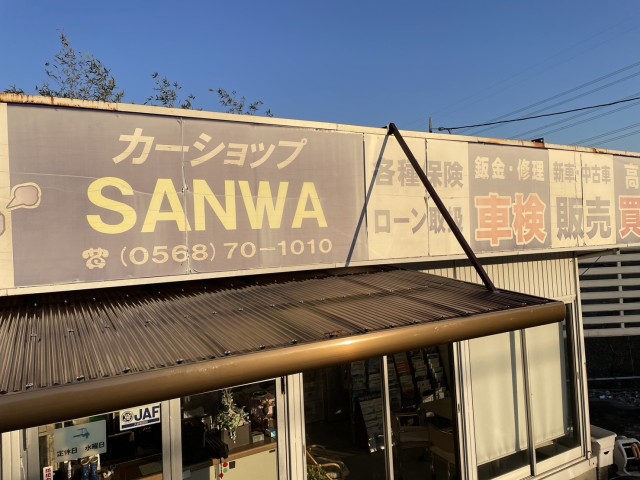 カーショップ
SANWA
(0568) 70-1010
各種保険
ローン取扱
鈑金・修理
車検
新車・中古車
販売
高
買
JAF
定休日 水曜日